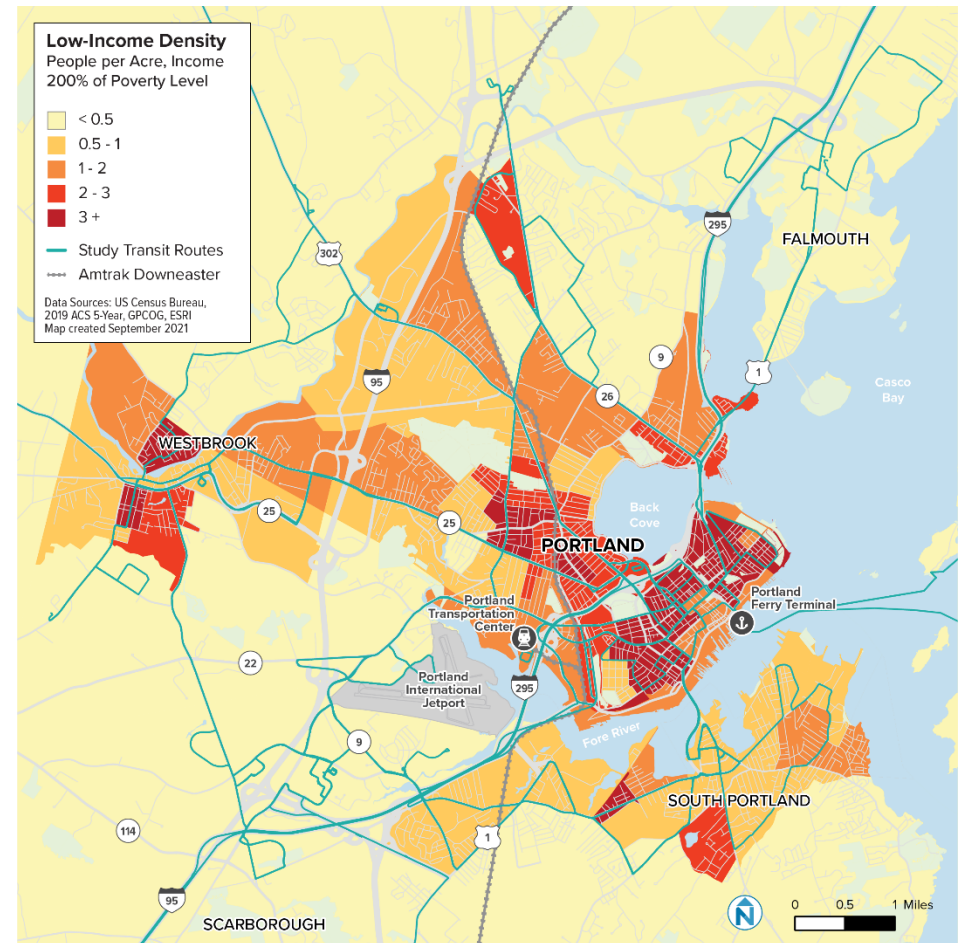 Low-Income Density
People per Acre, Income
200% of Poverty Level
< 0.5
0.5 - 1
1 - 2
2 - 3
3 +
Study Transit Routes
Amtrak Downeaster
Data Sources: US Census Bureau,
2019 ACS 5-Year, GPCOG, ESRI
Map created September 2021
302
295
FALMOUTH
9
1
95
26
Casco
Bay
WESTBROOK
25
25
Back
Cove
PORTLAND
Portland
Transportation
Center
Portland
Ferry Terminal
22
Portland
International
Jetport
295
9
Fore River
SOUTH PORTLAND
114
1
95
SCARBOROUGH
N
0 0.5 1 Miles